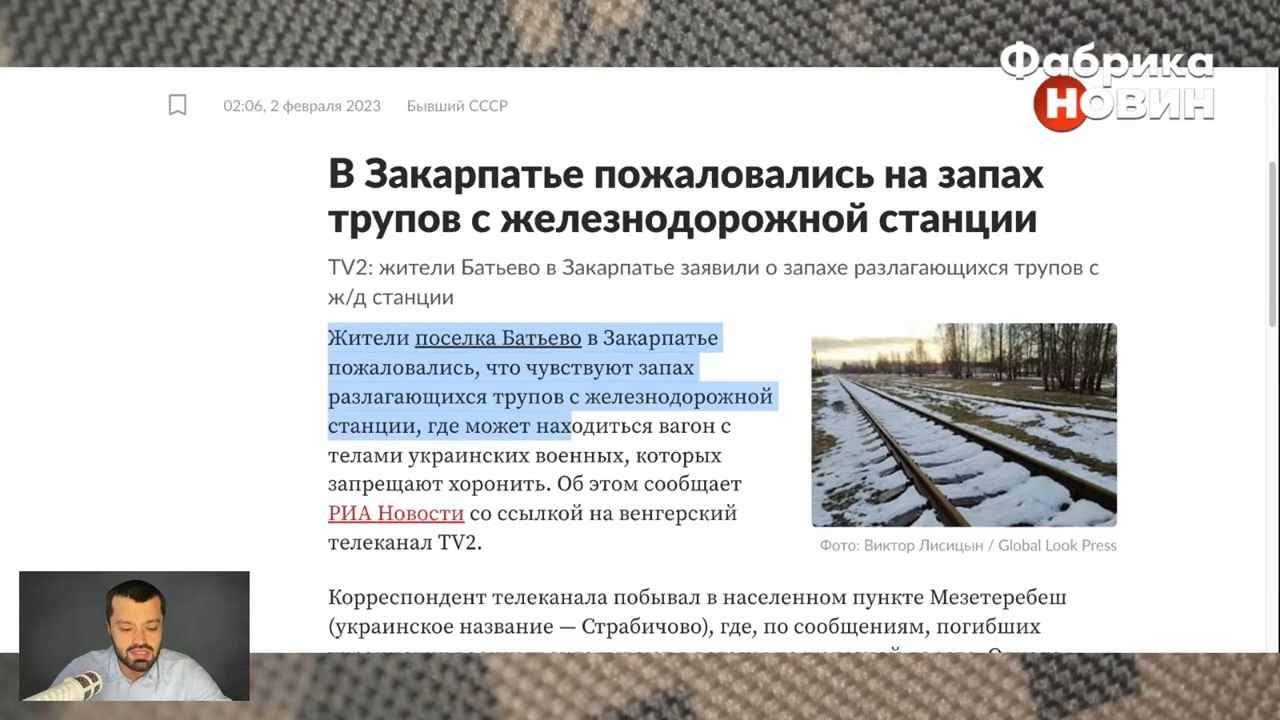 Фабрика
новин
02:06, 2 февраля 2023 Бывший СССР
В Закарпатье пожаловались на запах
трупов с железнодорожной станции
TV2: жители Батьево в Закарпатье заявили о запахе разлагающихся трупов с
ж/д станции
Жители поселка Батьево в Закарпатье
пожаловались, что чувствуют запах
разлагающихся трупов с железнодорожной
станции, где может находиться вагон с
телами украинских военных, которых
запрещают хоронить. Об этом сообщает
РИА Новости со ссылкой на венгерский
телеканал TV2.
Фото: Виктор Лисицын / Global Look Press
Корреспондент телеканала побывал в населенном пункте Мезетеребеш
(украинское название — Страбичово), где, по сообщениям, погибших